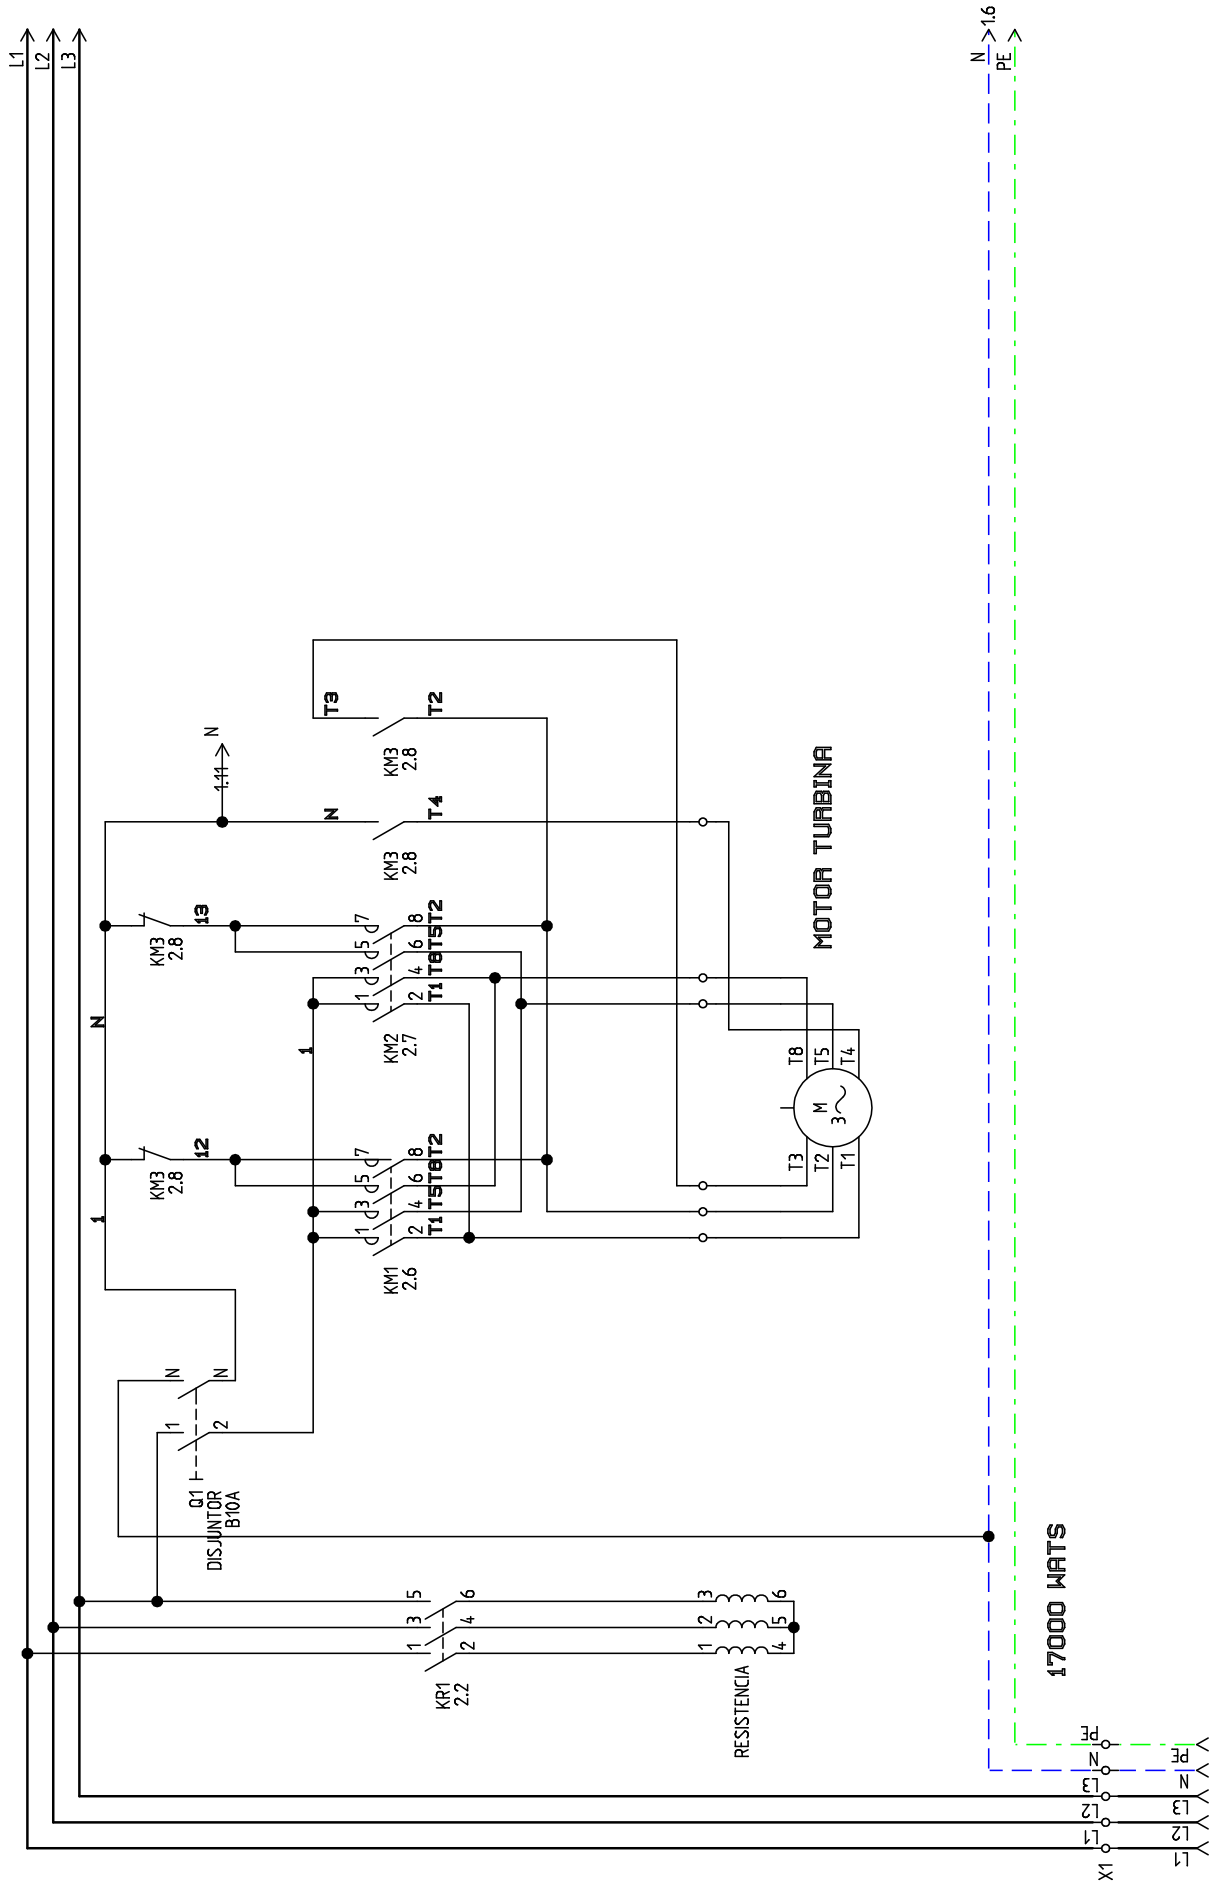 L1
L2
L3
N
1.6
PE
T3
T2
KM3
2.8
N
1.11
N
T4
KM3
2.8
MOTOR TURBINA
KM3
2.8
13
7
5
3
1
8 T2
6 T5
4 T8
2 T1
KM2
2.7
N
1
T8
T5
T4
M
3
T3
T2
T1
KM3
2.8
12
1
7
5
3
1
8 T2
6 T8
4 T5
2 T1
KM1
2.6
N
N
1
2
Q1
DISJUNTOR
B10A
5
3
1
6
4
2
KR1
2.2
3
2
1
6
5
4
RESISTENCIA
17000 WATS
PE
N
L3
L2
L1
PE
N
L3
L2
L1
X1